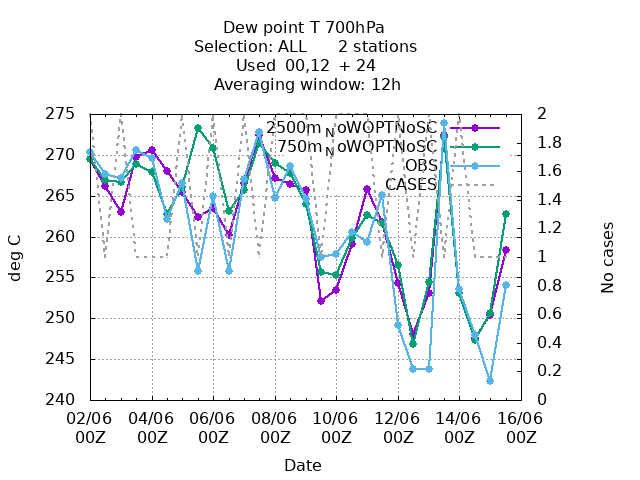 Dew point T 700hPa
Selection: ALL      2 stations
Used  00,12  + 24
Averaging window: 12h
275
270
265
260
255
250
245
240
deg C
2
1.8
1.6
1.4
1.2
1
0.8
0.6
0.4
0.2
0
No cases
2500m NoWOPTNoSC
750m NoWOPTNoSC
OBS
CASES
02/06 04/06 06/06 08/06 10/06 12/06 14/06 16/06
00Z 00Z 00Z 00Z 00Z 00Z 00Z 00Z
Date